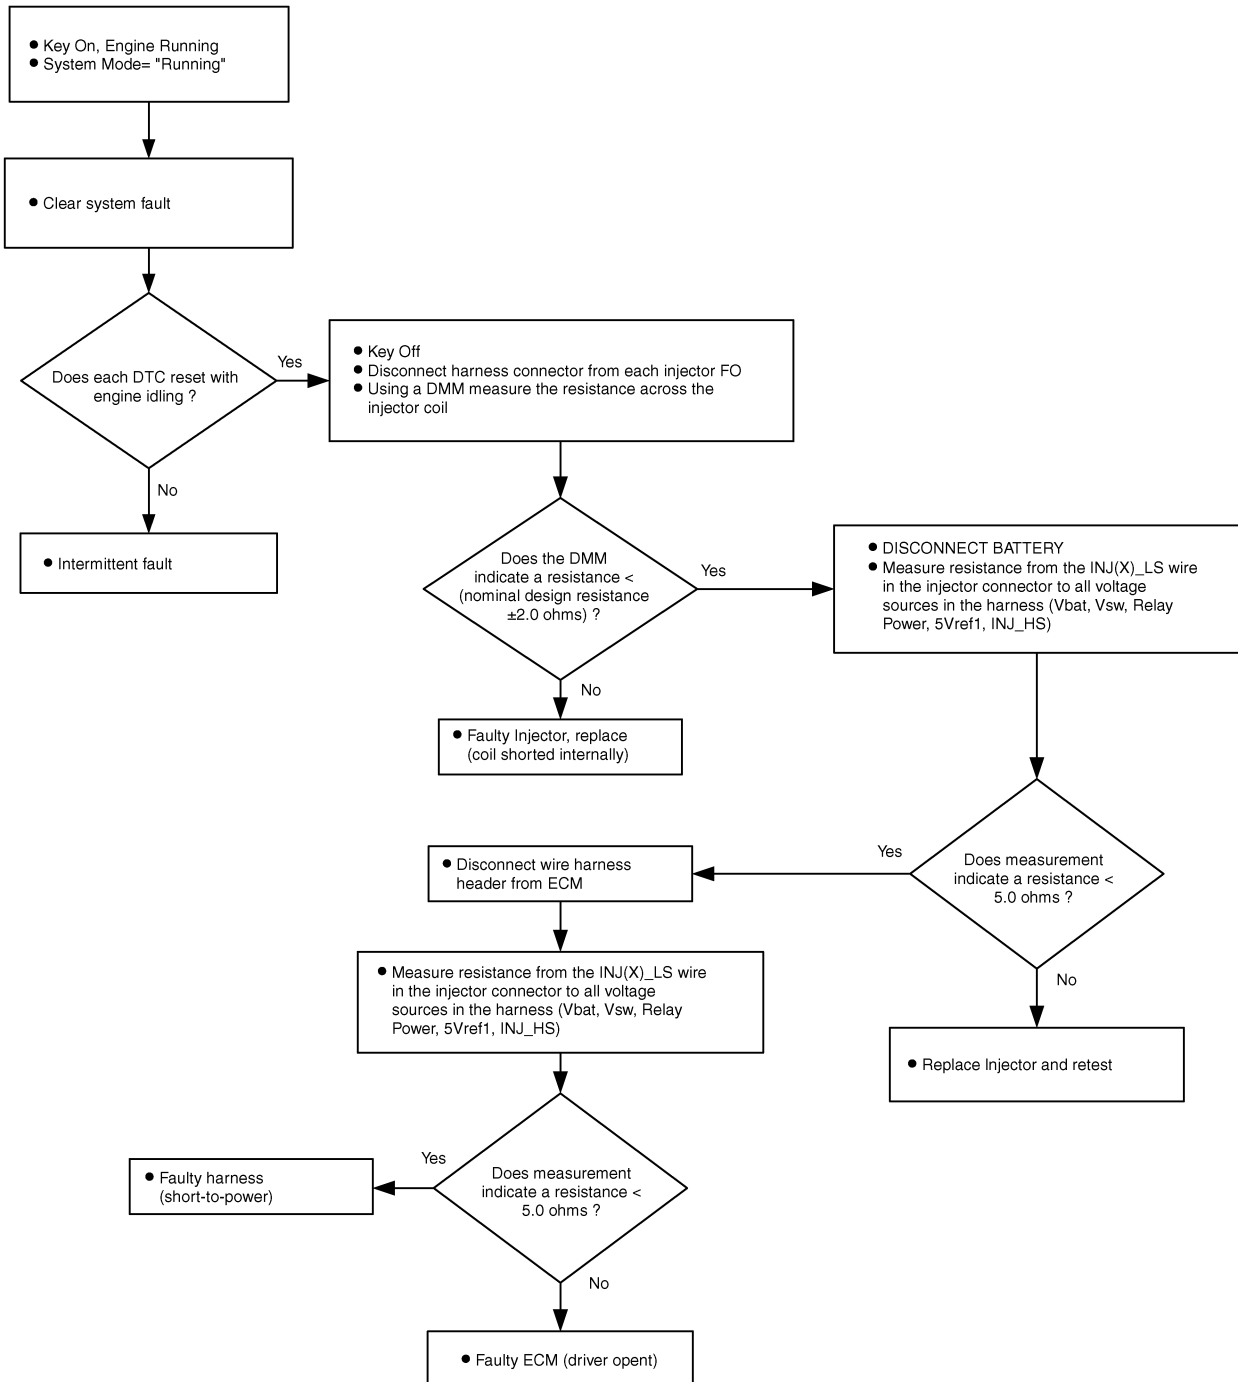 ● Key On, Engine Running
● System Mode= "Running"
● Clear system fault
Does each DTC reset with
engine idling ?
Yes
No
● Intermittent fault
● Key Off
● Disconnect harness connector from each injector FO
● Using a DMM measure the resistance across the
injector coil
Does the DMM
indicate a resistance <
(nominal design resistance
±2.0 ohms) ?
Yes
No
● Faulty Injector, replace
(coil shorted internally)
● DISCONNECT BATTERY
● Measure resistance from the INJ(X)_LS wire
in the injector connector to all voltage
sources in the harness (Vbat, Vsw, Relay
Power, 5Vref1, INJ_HS)
Does measurement
indicate a resistance <
5.0 ohms ?
Yes
No
● Replace Injector and retest
● Disconnect wire harness
header from ECM
● Measure resistance from the INJ(X)_LS wire
in the injector connector to all voltage
sources in the harness (Vbat, Vsw, Relay
Power, 5Vref1, INJ_HS)
Does measurement
indicate a resistance <
5.0 ohms ?
Yes
No
● Faulty harness
(short-to-power)
● Faulty ECM (driver opent)